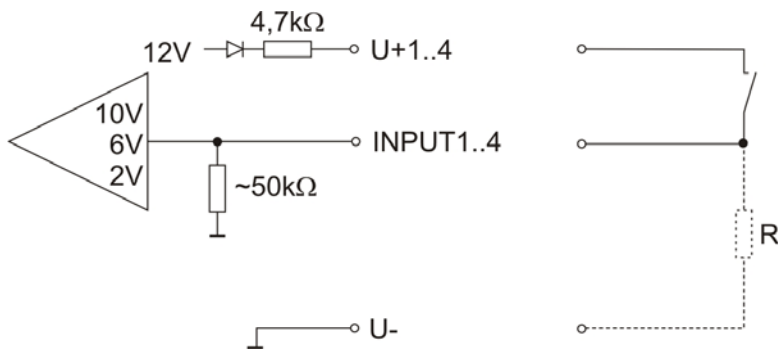 4,7kΩ
12V
U+1..4
10V
6V
2V
INPUT1..4
~50kΩ
R
U-